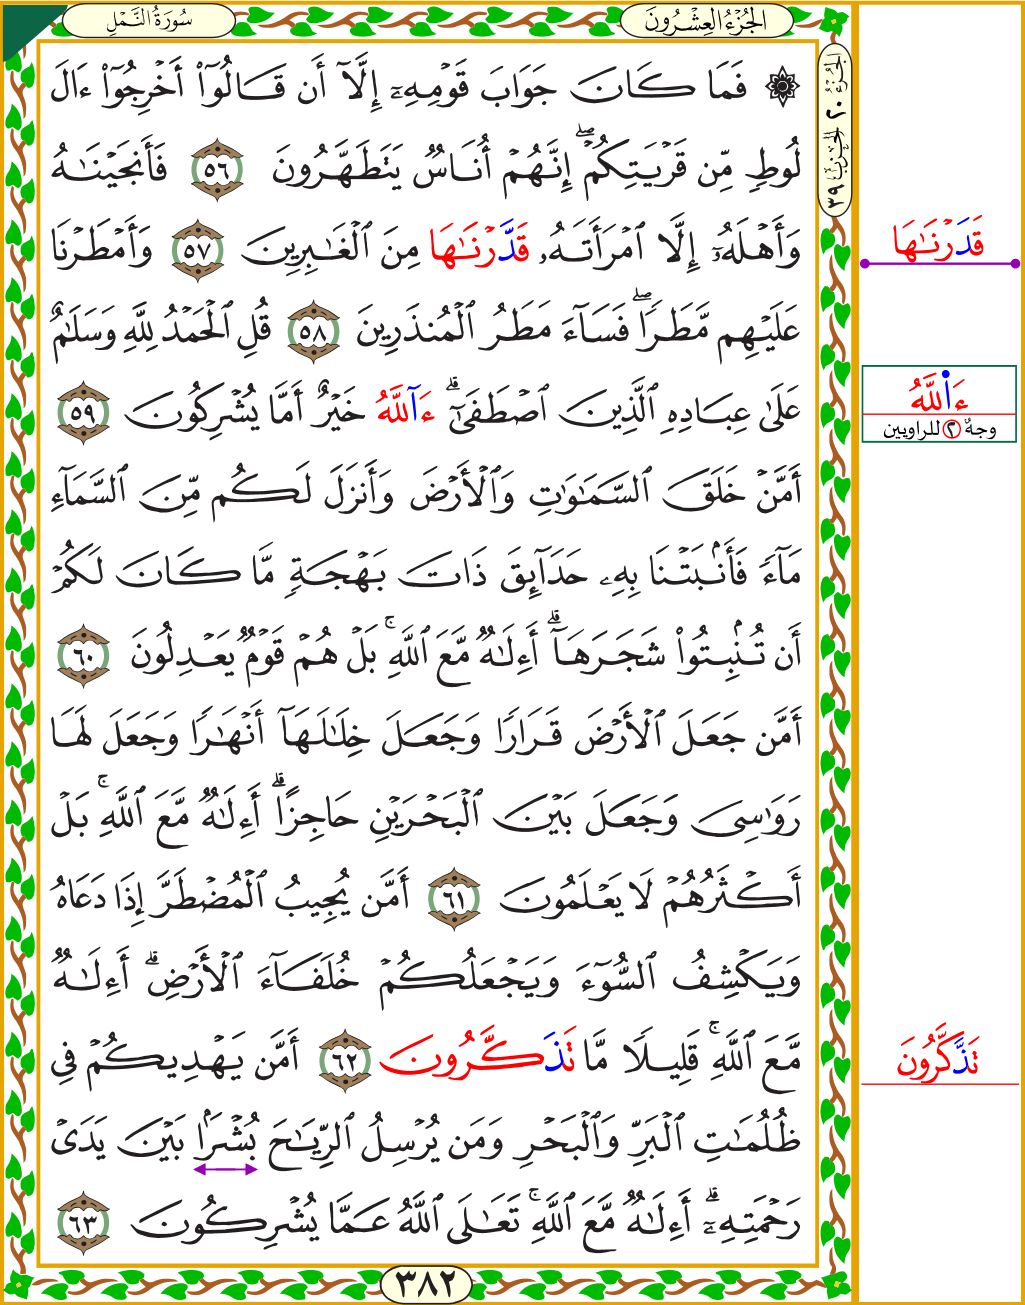 سُورَةُ النَّمْلِ
الجُزْءُ العِشْرُونَ
الجزء ٢٠ الحزب ٣٩
۞ فَمَا كَانَ جَوَابَ قَوْمِهِۦٓ إِلَّآ أَن قَالُوٓا۟ أَخْرِجُوٓا۟ ءَالَ
لُوطٍ مِّن قَرْيَتِكُمْ ۖ إِنَّهُمْ أُنَاسٌ يَتَطَهَّرُونَ ٥٦ فَأَنجَيْنَـٰهُ
وَأَهْلَهُۥٓ إِلَّا ٱمْرَأَتَهُۥ قَدَّرْنَـٰهَا مِنَ ٱلْغَـٰبِرِينَ ٥٧ وَأَمْطَرْنَا
عَلَيْهِم مَّطَرًا ۖ فَسَآءَ مَطَرُ ٱلْمُنذَرِينَ ٥٨ قُلِ ٱلْحَمْدُ لِلَّهِ وَسَلَـٰمٌ
عَلَىٰ عِبَادِهِ ٱلَّذِينَ ٱصْطَفَىٰٓ ۗ ءَآللَّهُ خَيْرٌ أَمَّا يُشْرِكُونَ ٥٩
أَمَّنْ خَلَقَ ٱلسَّمَـٰوَٰتِ وَٱلْأَرْضَ وَأَنزَلَ لَكُم مِّنَ ٱلسَّمَآءِ
مَآءً فَأَنۢبَتْنَا بِهِۦ حَدَآئِقَ ذَاتَ بَهْجَةٍ مَّا كَانَ لَكُمْ
أَن تُنۢبِتُوا۟ شَجَرَهَآ ۗ أَءِلَـٰهٌ مَّعَ ٱللَّهِ ۚ بَلْ هُمْ قَوْمٌ يَعْدِلُونَ ٦٠
أَمَّن جَعَلَ ٱلْأَرْضَ قَرَارًا وَجَعَلَ خِلَـٰلَهَآ أَنْهَـٰرًا وَجَعَلَ لَهَا
رَوَٰسِىَ وَجَعَلَ بَيْنَ ٱلْبَحْرَيْنِ حَاجِزًا ۗ أَءِلَـٰهٌ مَّعَ ٱللَّهِ ۚ بَلْ
أَكْثَرُهُمْ لَا يَعْلَمُونَ ٦١ أَمَّن يُجِيبُ ٱلْمُضْطَرَّ إِذَا دَعَاهُ
وَيَكْشِفُ ٱلسُّوٓءَ وَيَجْعَلُكُمْ خُلَفَآءَ ٱلْأَرْضِ ۗ أَءِلَـٰهٌ
مَّعَ ٱللَّهِ ۚ قَلِيلًا مَّا تَذَكَّرُونَ ٦٢ أَمَّن يَهْدِيكُمْ فِى
ظُلُمَـٰتِ ٱلْبَرِّ وَٱلْبَحْرِ وَمَن يُرْسِلُ ٱلرِّيَـٰحَ بُشْرًۢا بَيْنَ يَدَىْ
رَحْمَتِهِۦٓ ۗ أَءِلَـٰهٌ مَّعَ ٱللَّهِ ۚ تَعَـٰلَى ٱللَّهُ عَمَّا يُشْرِكُونَ ٦٣
قَدَرْنَـٰهَا
ءَا۬للَّهُ
وجهٌ ٢ للراويين
تَذَّكَّرُونَ
٣٨٢